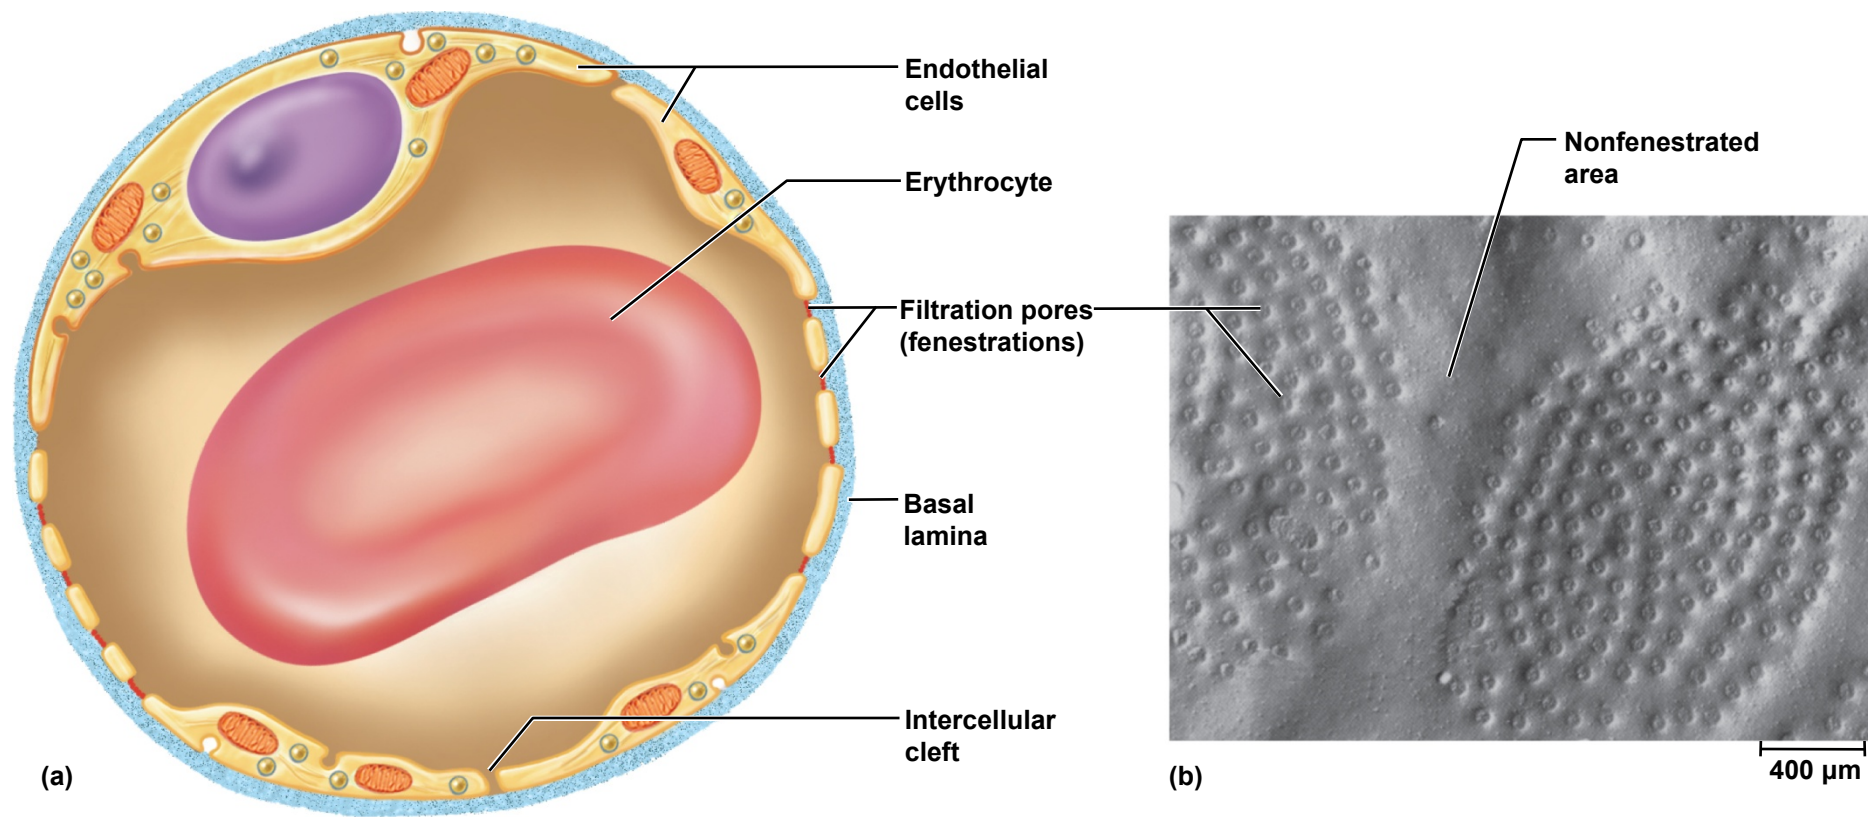 Endothelial
cells
Erythrocyte
Filtration pores
(fenestrations)
Basal
lamina
Intercellular
cleft
(a)
Nonfenestrated
area
(b)
400 µm